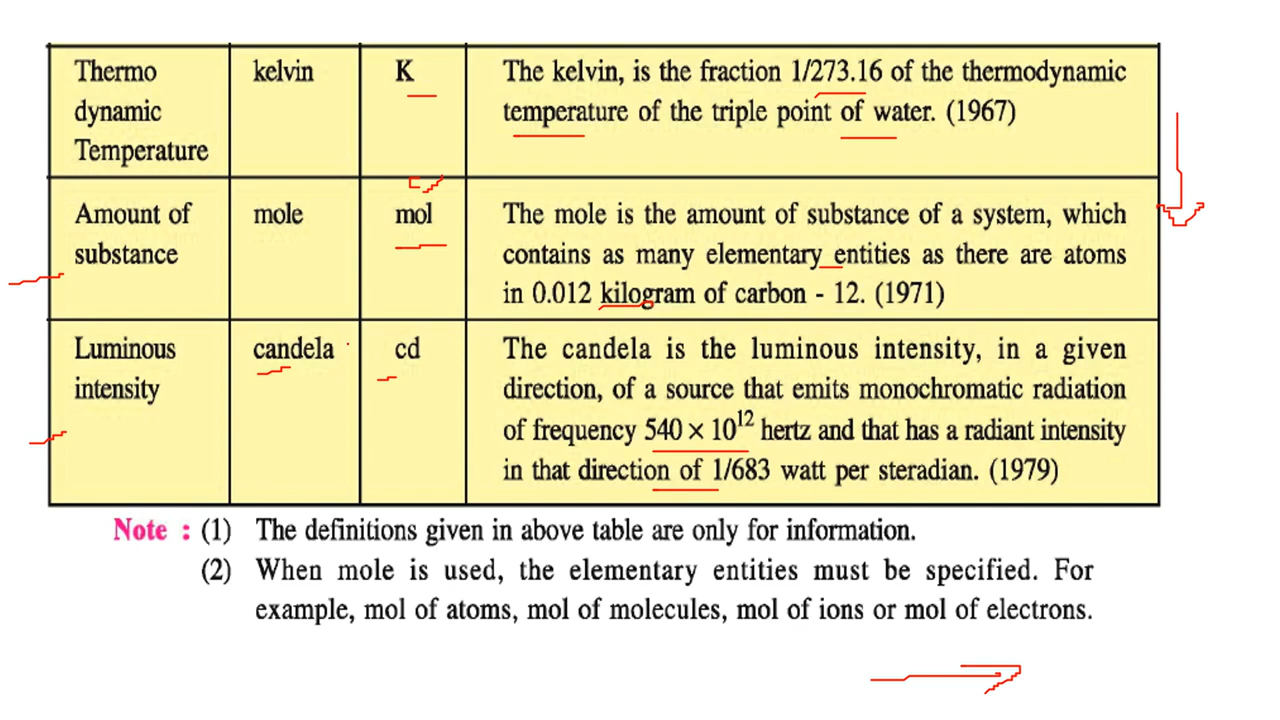 Thermo
dynamic
Temperature
kelvin
K
The kelvin, is the fraction 1/273.16 of the thermodynamic
temperature of the triple point of water. (1967)
Amount of
substance
mole
mol
The mole is the amount of substance of a system, which
contains as many elementary entities as there are atoms
in 0.012 kilogram of carbon - 12. (1971)
Luminous
intensity
candela
cd
The candela is the luminous intensity, in a given
direction, of a source that emits monochromatic radiation
of frequency 540 × 10¹² hertz and that has a radiant intensity
in that direction of 1/683 watt per steradian. (1979)
Note : (1) The definitions given in above table are only for information.
(2) When mole is used, the elementary entities must be specified. For
example, mol of atoms, mol of molecules, mol of ions or mol of electrons.